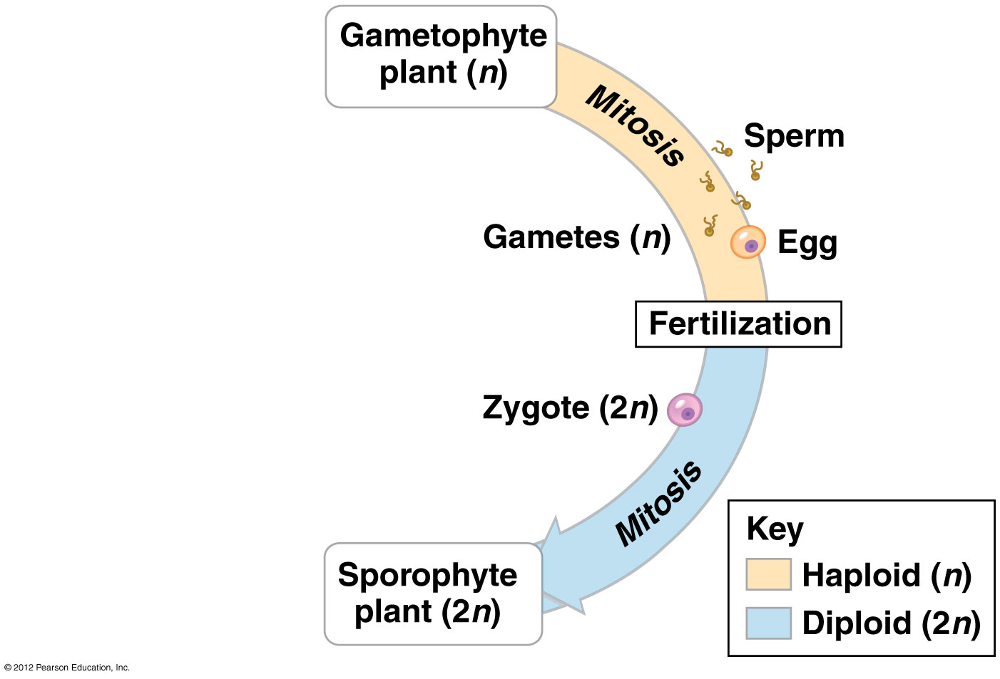 Gametophyte
plant (n)
Mitosis
Sperm
Gametes (n)
Egg
Fertilization
Zygote (2n)
Mitosis
Sporophyte
plant (2n)
Key
Haploid (n)
Diploid (2n)
© 2012 Pearson Education, Inc.